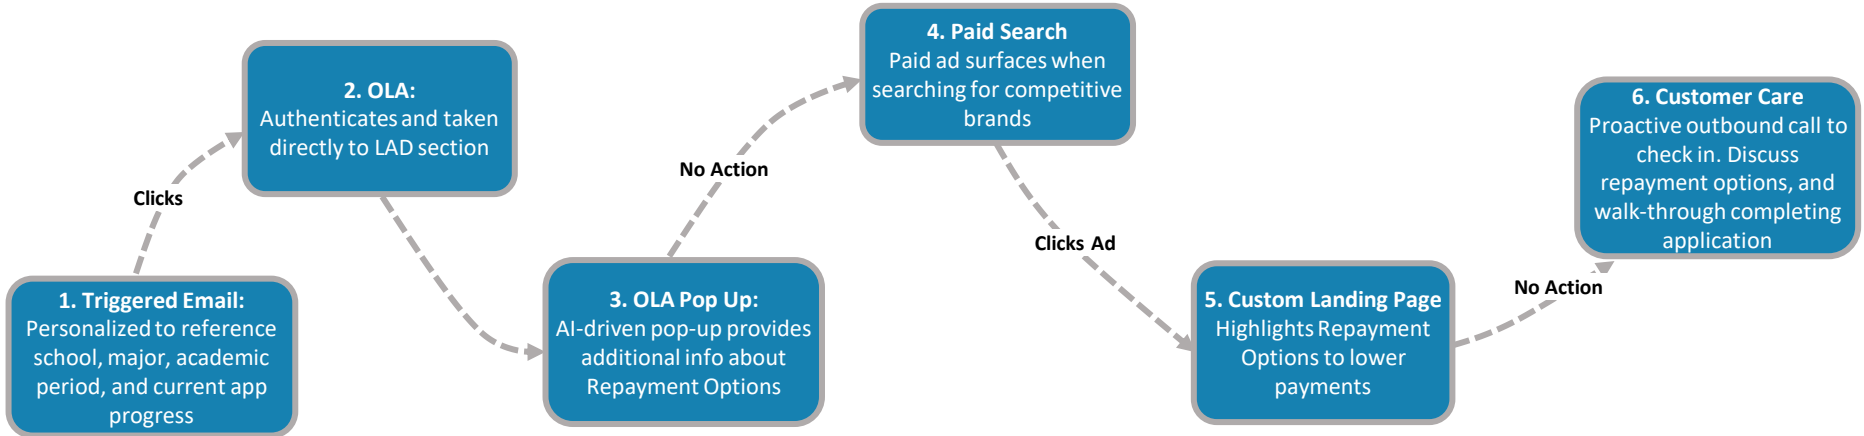 1. Triggered Email:
Personalized to reference
school, major, academic
period, and current app
progress
Clicks
2. OLA:
Authenticates and taken
directly to LAD section
3. OLA Pop Up:
AI-driven pop-up provides
additional info about
Repayment Options
No Action
4. Paid Search
Paid ad surfaces when
searching for competitive
brands
Clicks Ad
5. Custom Landing Page
Highlights Repayment
Options to lower
payments
No Action
6. Customer Care
Proactive outbound call to
check in. Discuss
repayment options, and
walk-through completing
application